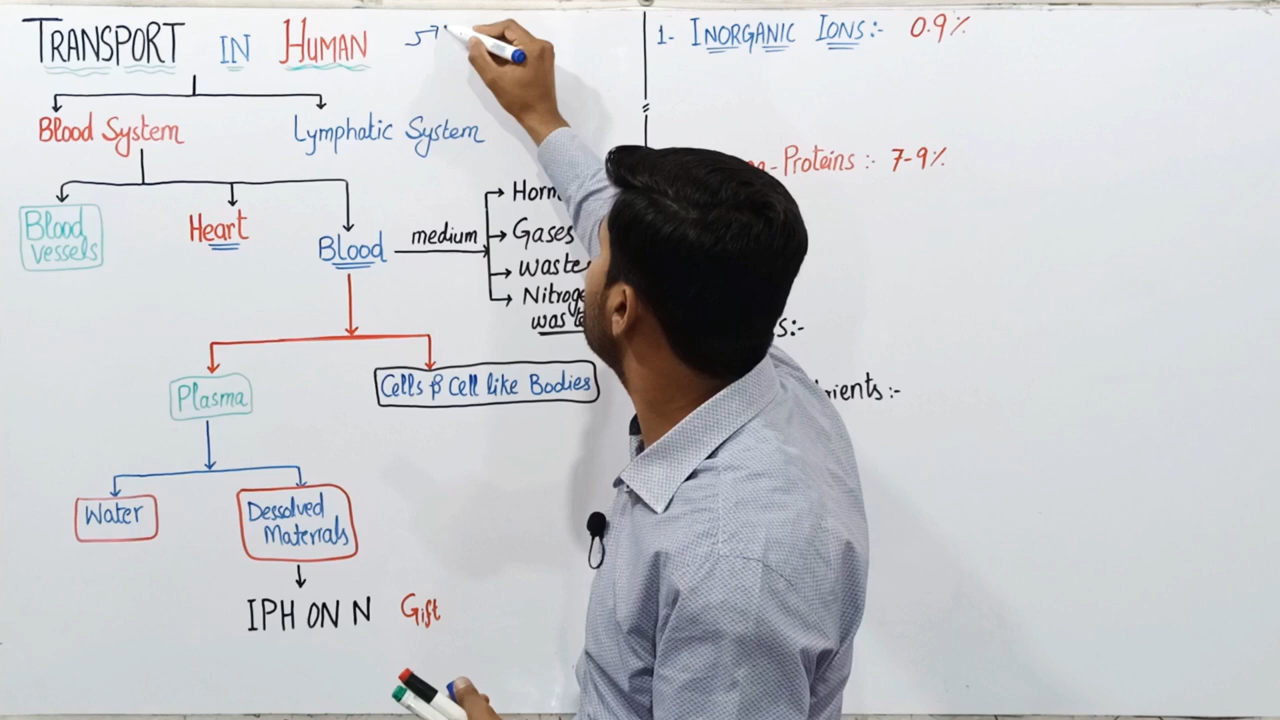 TRANSPORT IN HUMAN
Blood System
Lymphatic System
Blood
vessels
Heart
Blood
medium
Gases
Waste
Plasma
Cells & Cell like Bodies
Water
Dessolved
Materials
IPH ON N Gift
1- INORGANIC IONS:- 0.9%
-Proteins :- 7-9%